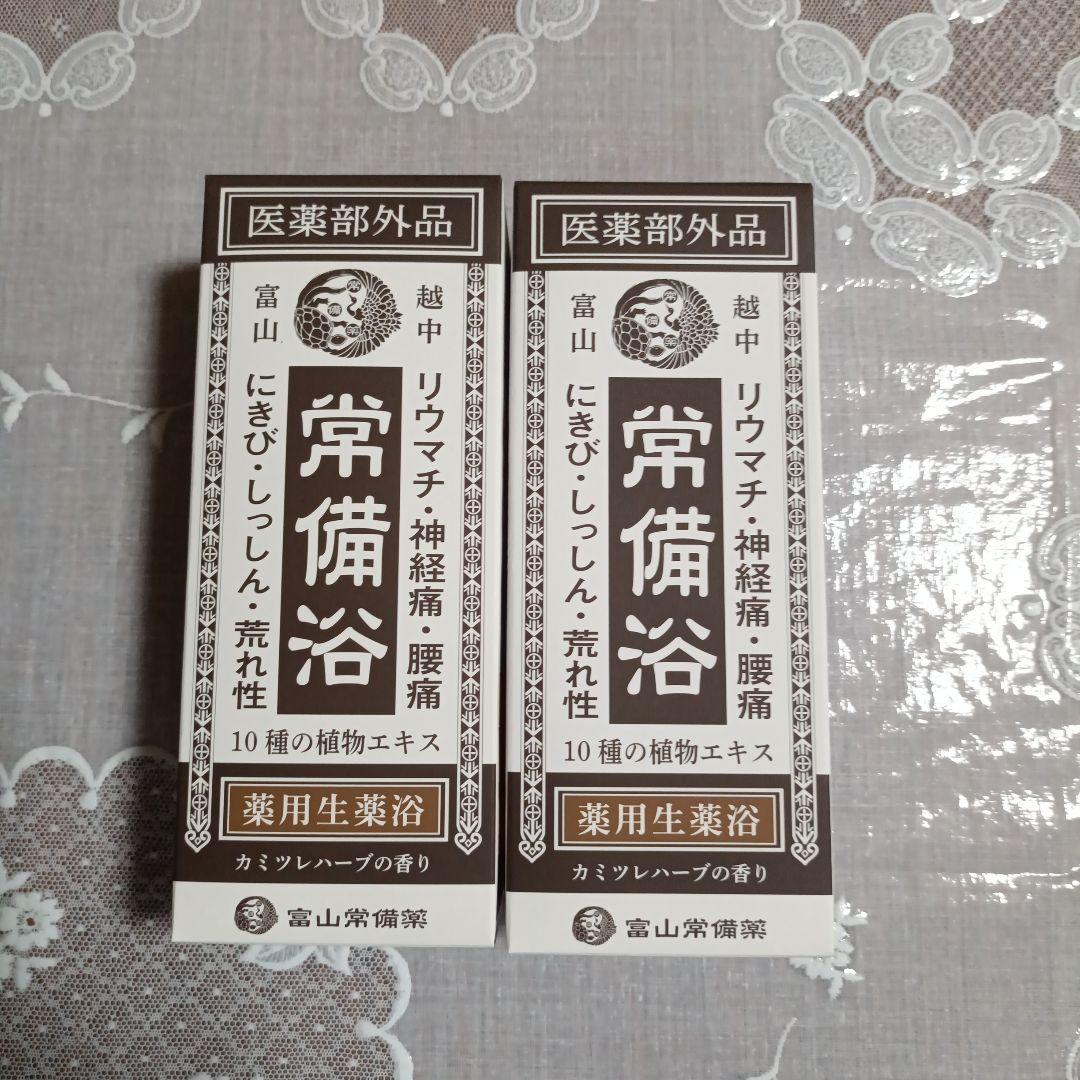 医薬部外品
越中
富山
常備薬
リウマチ・神経痛・腰痛
常備浴
にきび・しっしん・荒れ性
10種の植物エキス
薬用生薬浴
カミツレハーブの香り
富山常備薬
医薬部外品
越中
富山
常備薬
リウマチ・神経痛・腰痛
常備浴
にきび・しっしん・荒れ性
10種の植物エキス
薬用生薬浴
カミツレハーブの香り
富山常備薬